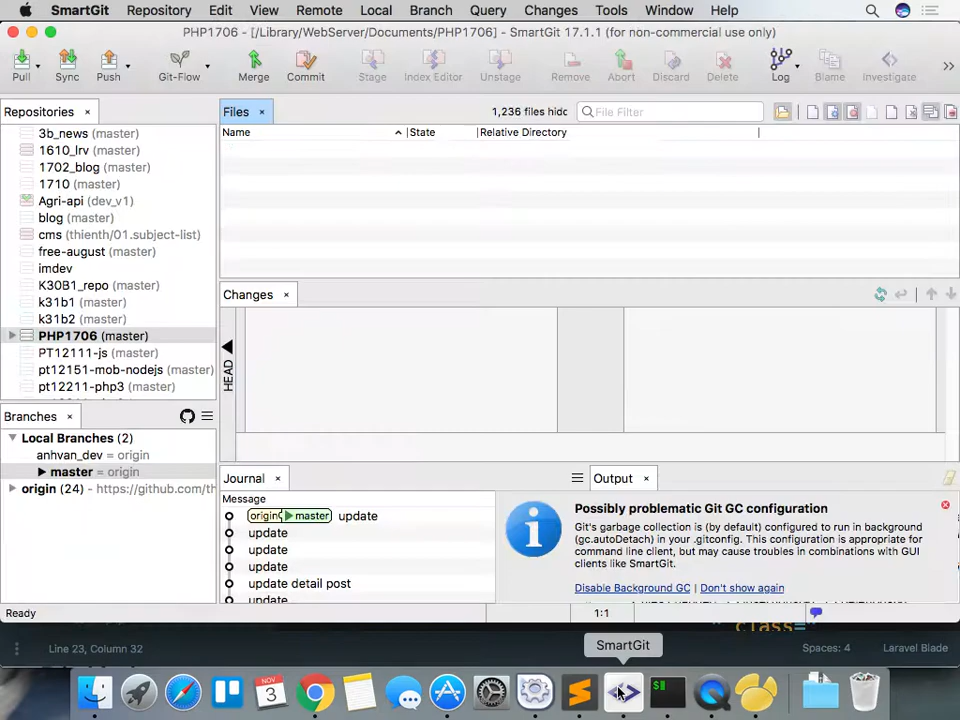 SmartGit Repository Edit View Remote Local Branch Query Changes Tools Window Help
PHP1706 - [/Library/WebServer/Documents/PHP1706] - SmartGit 17.1.1 (for non-commercial use only)
Pull Sync Push Git-Flow Merge Commit Stage Index Editor Unstage Remove Abort Discard Delete Log Blame Investigate
Repositories
Files
1,236 files hidc
File Filter
Name State Relative Directory
3b_news (master)
1610_lrv (master)
1702_blog (master)
1710 (master)
Agri-api (dev_v1)
blog (master)
cms (thienth/01.subject-list)
free-august (master)
imdev
K30B1_repo (master)
k31b1 (master)
k31b2 (master)
PHP1706 (master)
PT12111-js (master)
pt12151-mob-nodejs (master)
pt12211-php3 (master)
Changes
HEAD
Branches
Local Branches (2)
anhvan_dev = origin
master = origin
origin (24) - https://github.com/th
Journal
Message
origin master update
update
update
update
update detail post
update
Output
Possibly problematic Git GC configuration
Git's garbage collection is (by default) configured to run in background
(gc.autoDetach) in your .gitconfig. This configuration is appropriate for
command line client, but may cause troubles in combinations with GUI
clients like SmartGit.
Disable Background GC | Don't show again
Ready
1:1
" class="
SmartGit
Line 23, Column 32
Spaces: 4
Laravel Blade
NOV
3
$